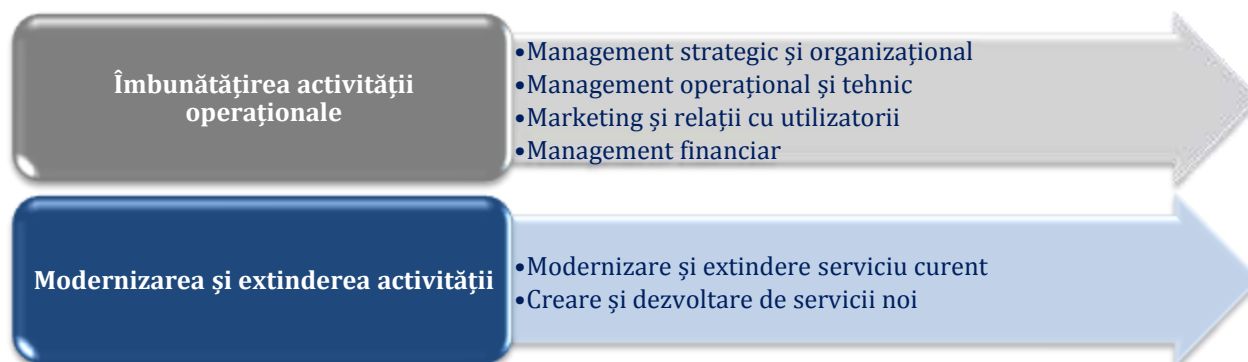 Îmbunătățirea activității
operaționale
•Management strategic și organizațional
•Management operațional și tehnic
•Marketing și relații cu utilizatorii
•Management financiar
Modernizarea și extinderea activității
•Modernizare și extindere serviciu curent
•Creare și dezvoltare de servicii noi